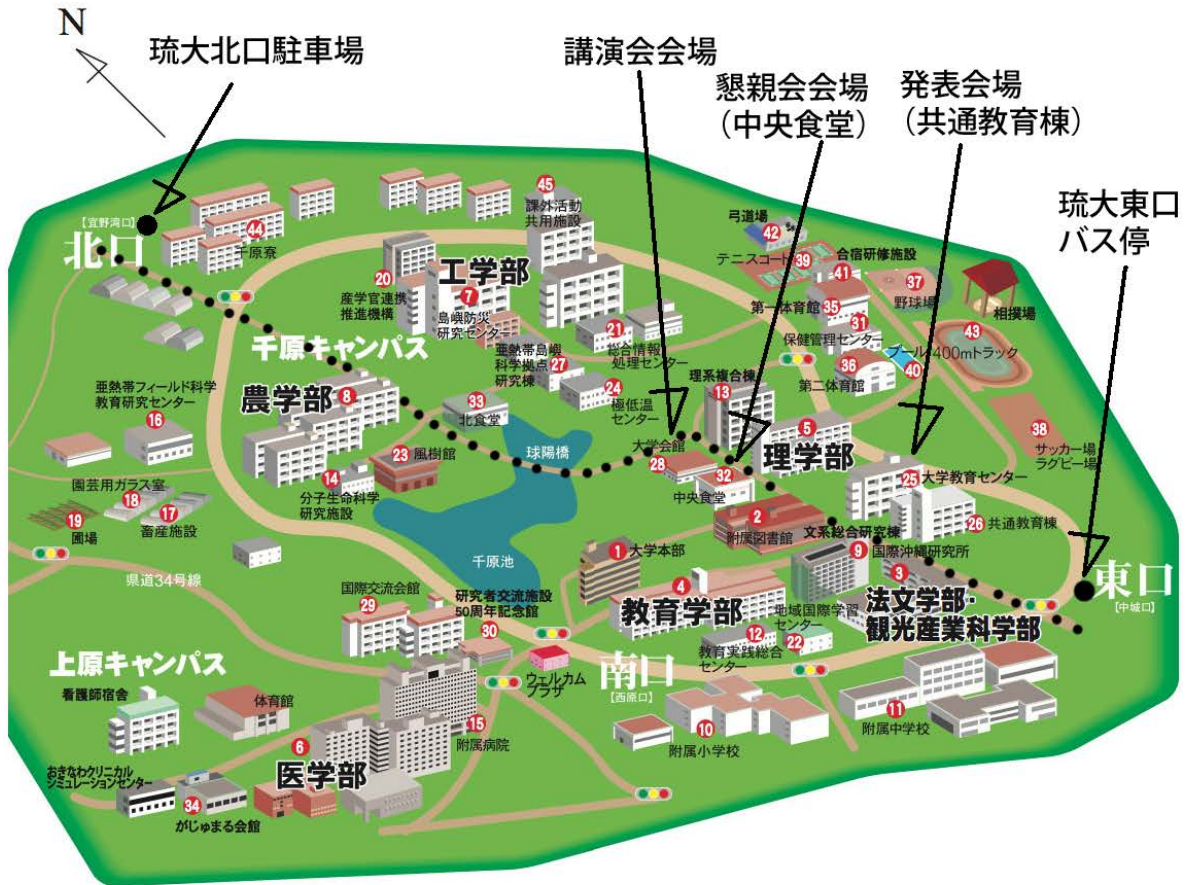 N
琉大北口駐車場
講演会会場
懇親会会場
(中央食堂)
発表会場
(共通教育棟)
琉大東口
バス停
【宜野湾口】
北口
44
千原寮
45
課外活動
共用施設
弓道場
42
テニスコート
39
合宿研修施設
41
37
野球場
相撲場
20
産学官連携
推進機構
工学部
7
島嶼防災
研究センター
第一体育館
35
31
保健管理センター
43
プール
400mトラック
40
36
第二体育館
21
総合情報
処理センター
亜熱帯島嶼
科学拠点
研究棟
27
24
極低温
センター
理系複合棟
13
千原キャンパス
亜熱帯フィールド科学
教育研究センター
16
農学部
8
33
北食堂
38
サッカー場
ラグビー場
5
理学部
大学会館
28
球陽橋
23
風樹館
32
中央食堂
25
大学教育センター
14
分子生命科学
研究施設
園芸用ガラス室
18
17
畜産施設
19
圃場
26
共通教育棟
2
附属図書館
文系総合研究棟
9
国際沖縄研究所
3
1
大学本部
千原池
県道34号線
国際交流会館
29
研究者交流施設
50周年記念館
30
4
教育学部
地域国際学習
センター
22
12
教育実践総合
センター
法文学部・
観光産業科学部
東口
【中城口】
上原キャンパス
看護師宿舎
体育館
ウェルカム
プラザ
南口
【西原口】
15
附属病院
10
附属小学校
11
附属中学校
6
医学部
おきなわクリニカル
シミュレーションセンター
34
がじゅまる会館